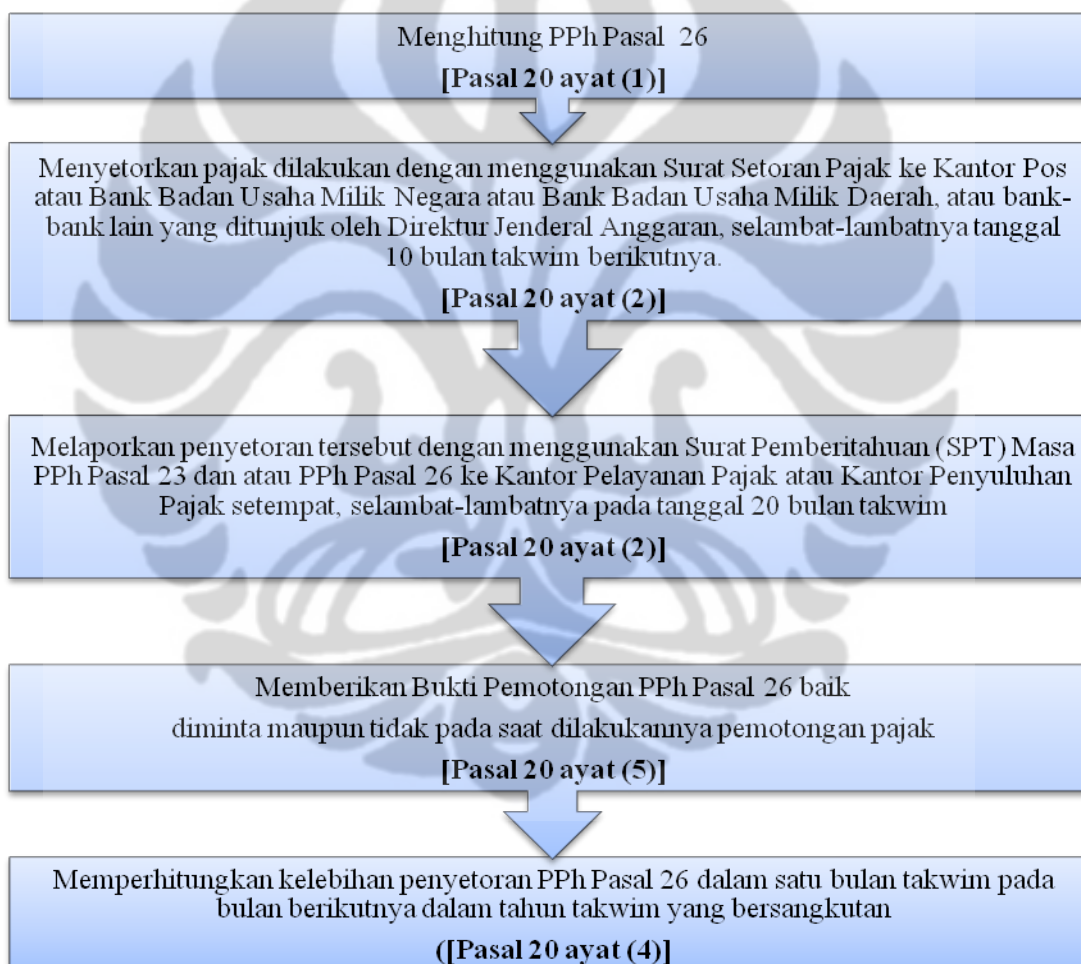 Menghitung PPh Pasal  26
[Pasal 20 ayat (1)]
Menyetorkan pajak dilakukan dengan menggunakan Surat Setoran Pajak ke Kantor Pos
atau Bank Badan Usaha Milik Negara atau Bank Badan Usaha Milik Daerah, atau bank-
bank lain yang ditunjuk oleh Direktur Jenderal Anggaran, selambat-lambatnya tanggal
10 bulan takwim berikutnya.
[Pasal 20 ayat (2)]
Melaporkan penyetoran tersebut dengan menggunakan Surat Pemberitahuan (SPT) Masa
PPh Pasal 23 dan atau PPh Pasal 26 ke Kantor Pelayanan Pajak atau Kantor Penyuluhan
Pajak setempat, selambat-lambatnya pada tanggal 20 bulan takwim
[Pasal 20 ayat (2)]
Memberikan Bukti Pemotongan PPh Pasal 26 baik
diminta maupun tidak pada saat dilakukannya pemotongan pajak
[Pasal 20 ayat (5)]
Memperhitungkan kelebihan penyetoran PPh Pasal 26 dalam satu bulan takwim pada
bulan berikutnya dalam tahun takwim yang bersangkutan
([Pasal 20 ayat (4)]